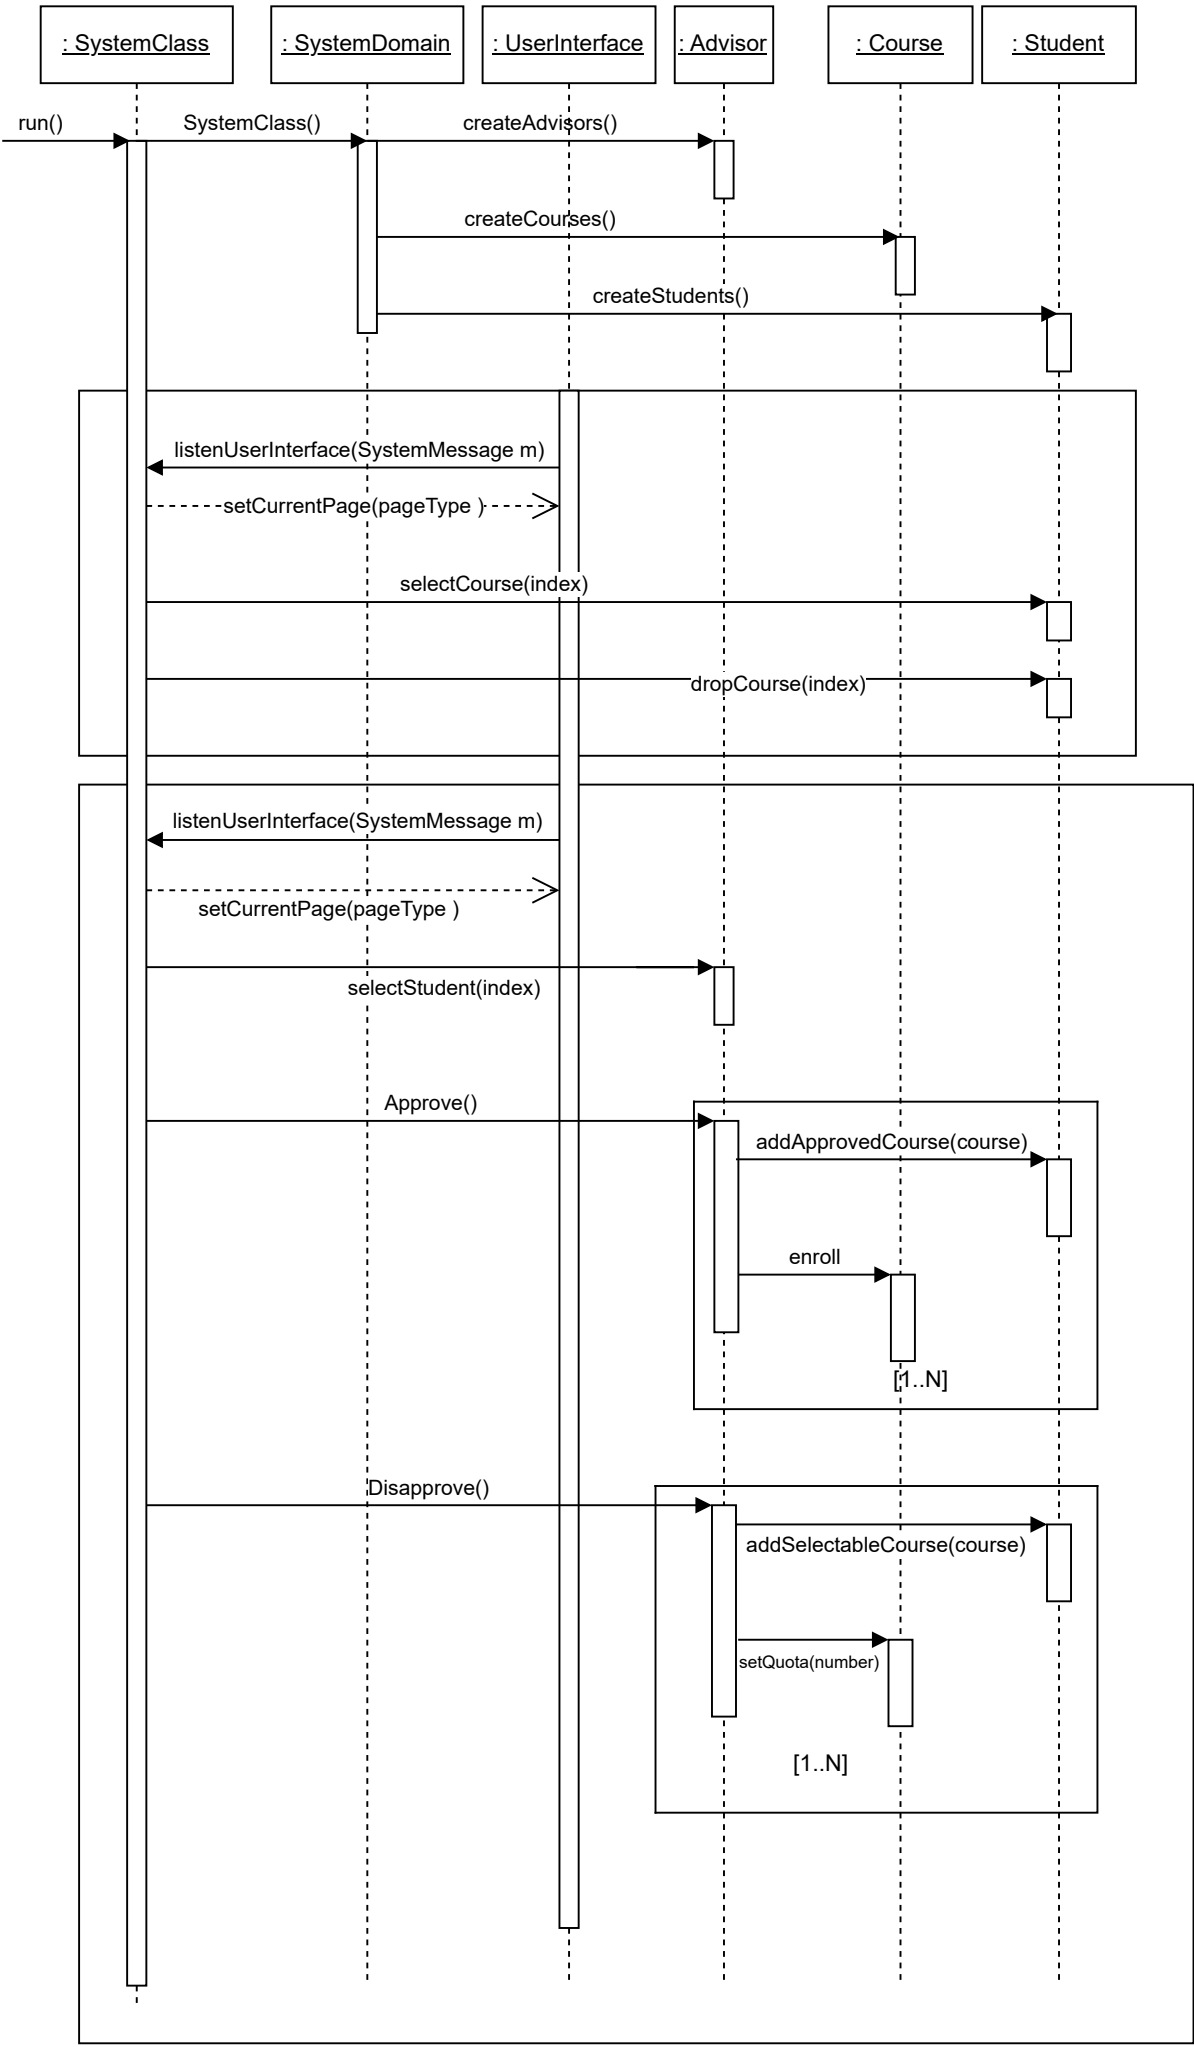 : SystemClass
: SystemDomain
: UserInterface
: Advisor
: Course
: Student
run()
SystemClass()
createAdvisors()
createCourses()
createStudents()
listenUserInterface(SystemMessage m)
setCurrentPage(pageType )
selectCourse(index)
dropCourse(index)
listenUserInterface(SystemMessage m)
setCurrentPage(pageType )
selectStudent(index)
Approve()
addApprovedCourse(course)
enroll
[1..N]
Disapprove()
addSelectableCourse(course)
setQuota(number)
[1..N]